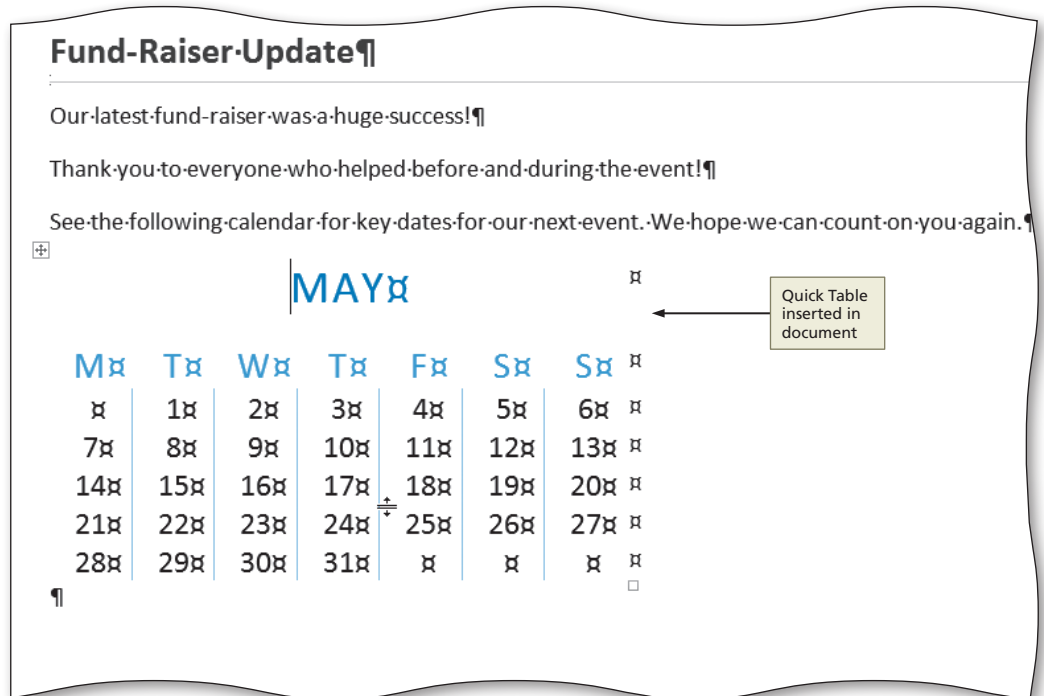 Fund-Raiser·Update¶
Our·latest·fund-raiser·was·a·huge·success!¶
Thank·you·to·everyone·who·helped·before·and·during·the·event!¶
See·the·following·calendar·for·key·dates·for·our·next·event.·We·hope·we·can·count·on·you·again.¶
MAY¤ ¤
Quick Table
inserted in
document
M¤ T¤ W¤ T¤ F¤ S¤ S¤ ¤
¤ 1¤ 2¤ 3¤ 4¤ 5¤ 6¤ ¤
7¤ 8¤ 9¤ 10¤ 11¤ 12¤ 13¤ ¤
14¤ 15¤ 16¤ 17¤ 18¤ 19¤ 20¤ ¤
21¤ 22¤ 23¤ 24¤ 25¤ 26¤ 27¤ ¤
28¤ 29¤ 30¤ 31¤ ¤ ¤ ¤ ¤
¶